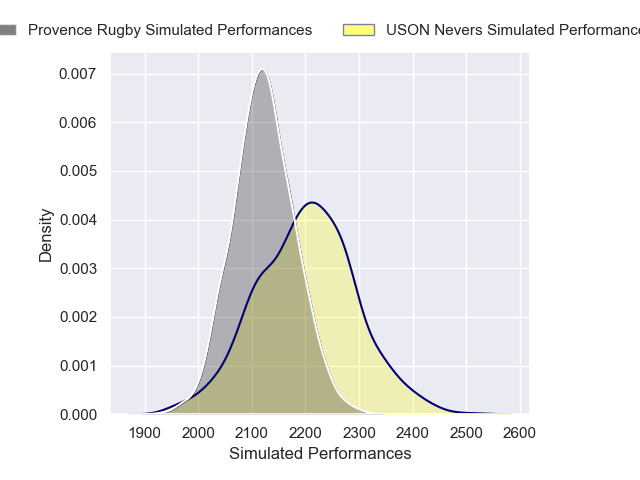 Provence Rugby Simulated Performances USON Nevers Simulated Performanc
0.007
0.006
0.005
0.004
0.003
0.002
0.001
0.000
Density
1900 2000 2100 2200 2300 2400 2500 2600
Simulated Performances